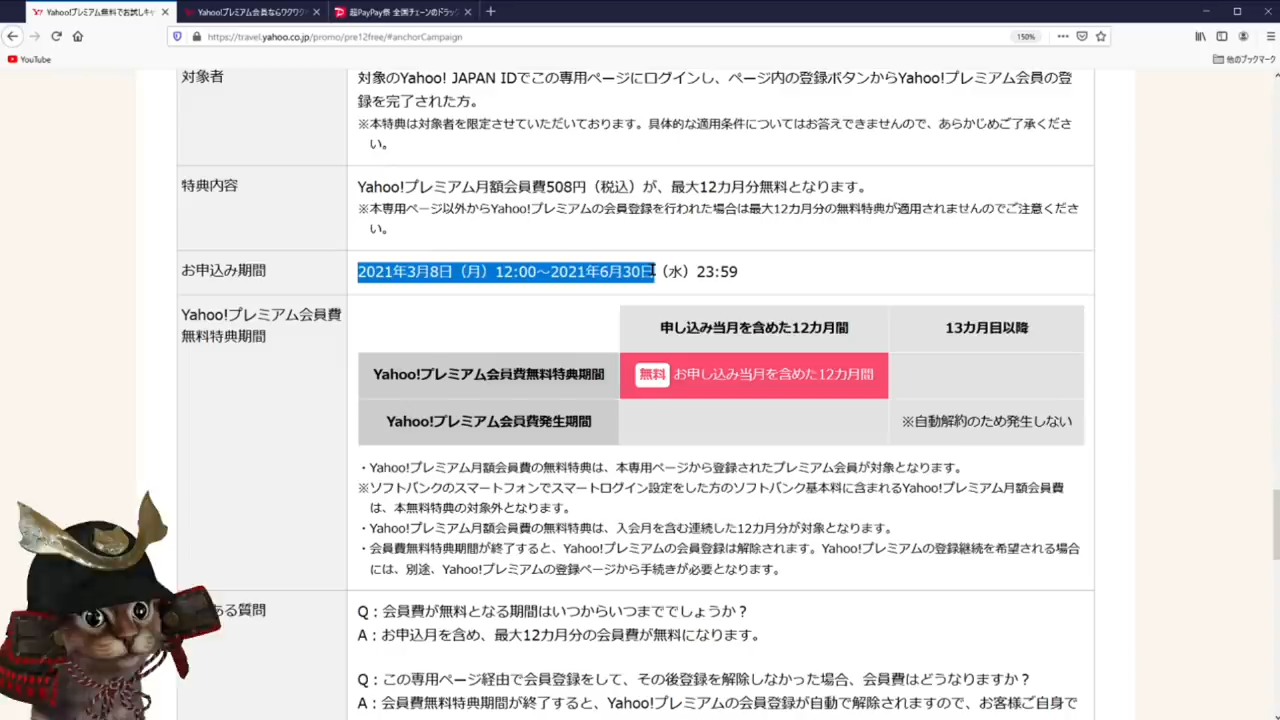 Yahoo!プレミアム無料でお試しキャ
Yahoo!プレミアム会員ならワクワク
超PayPay祭 全国チェーンのドラッグ
https://travel.yahoo.co.jp/promo/pre12free/#anchorCampaign
150%
YouTube
他のブックマーク
対象者
対象のYahoo! JAPAN IDでこの専用ページにログインし、ページ内の登録ボタンからYahoo!プレミアム会員の登
録を完了された方。
※本特典は対象者を限定させていただいております。具体的な適用条件についてはお答えできませんので、あらかじめご了承くださ
い。
特典内容
Yahoo!プレミアム月額会員費508円（税込）が、最大12カ月分無料となります。
※本専用ページ以外からYahoo!プレミアムの会員登録を行われた場合は最大12カ月分の無料特典が適用されませんのでご注意くださ
い。
お申込み期間
2021年3月8日（月）12:00～2021年6月30日（水）23:59
Yahoo!プレミアム会員費
無料特典期間
申し込み当月を含めた12カ月間
13カ月目以降
Yahoo!プレミアム会員費無料特典期間
無料 お申し込み当月を含めた12カ月間
Yahoo!プレミアム会員費発生期間
※自動解約のため発生しない
・Yahoo!プレミアム月額会員費の無料特典は、本専用ページから登録されたプレミアム会員が対象となります。
※ソフトバンクのスマートフォンでスマートログイン設定をした方のソフトバンク基本料に含まれるYahoo!プレミアム月額会員費
は、本無料特典の対象外となります。
・Yahoo!プレミアム月額会員費の無料特典は、入会月を含む連続した12カ月分が対象となります。
・会員費無料特典期間が終了すると、Yahoo!プレミアムの会員登録は解除されます。Yahoo!プレミアムの登録継続を希望される場合
には、別途、Yahoo!プレミアムの登録ページから手続きが必要となります。
ある質問
Q：会員費が無料となる期間はいつからいつまででしょうか？
A：お申込月を含め、最大12カ月分の会員費が無料になります。
Q：この専用ページ経由で会員登録をして、その後登録を解除しなかった場合、会員費はどうなりますか？
A：会員費無料特典期間が終了すると、Yahoo!プレミアムの会員登録が自動で解除されますので、お客様ご自身で